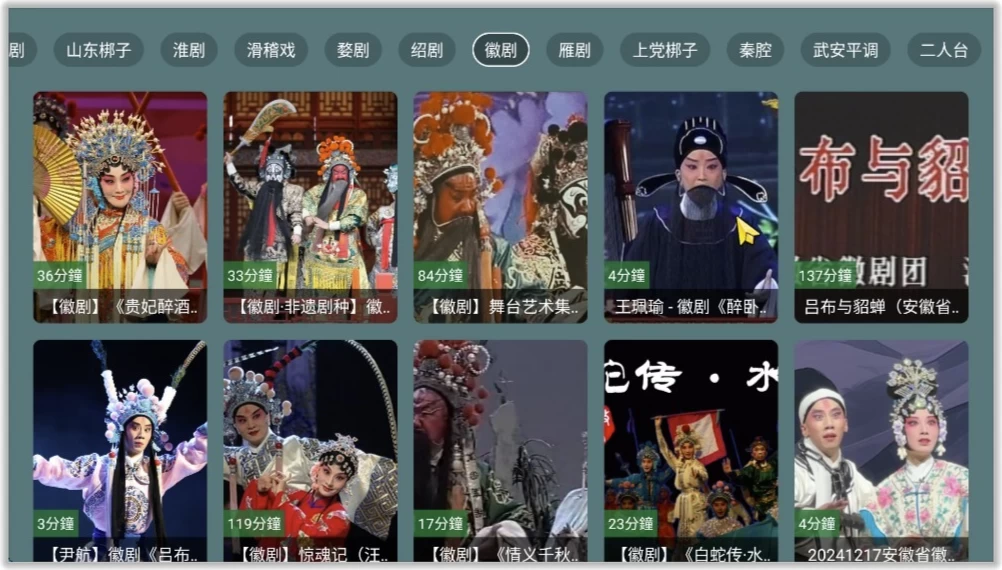 剧 山东梆子 淮剧 滑稽戏 婺剧 绍剧 徽剧 雁剧 上党梆子 秦腔 武安平调 二人台
布与貂
徽剧团
36分鐘 33分鐘 84分鐘 4分鐘 137分鐘
【徽剧】《贵妃醉酒.. 【徽剧·非遗剧种】徽.. 【徽剧】舞台艺术集.. 王珮瑜 - 徽剧《醉卧.. 吕布与貂蝉（安徽省..
传·水
3分鐘 119分鐘 17分鐘 23分鐘 4分鐘
【尹航】徽剧《吕布.. 【徽剧】惊魂记（汪.. 【徽剧】《情义千秋.. 【徽剧】《白蛇传·水.. 20241217安徽省徽..